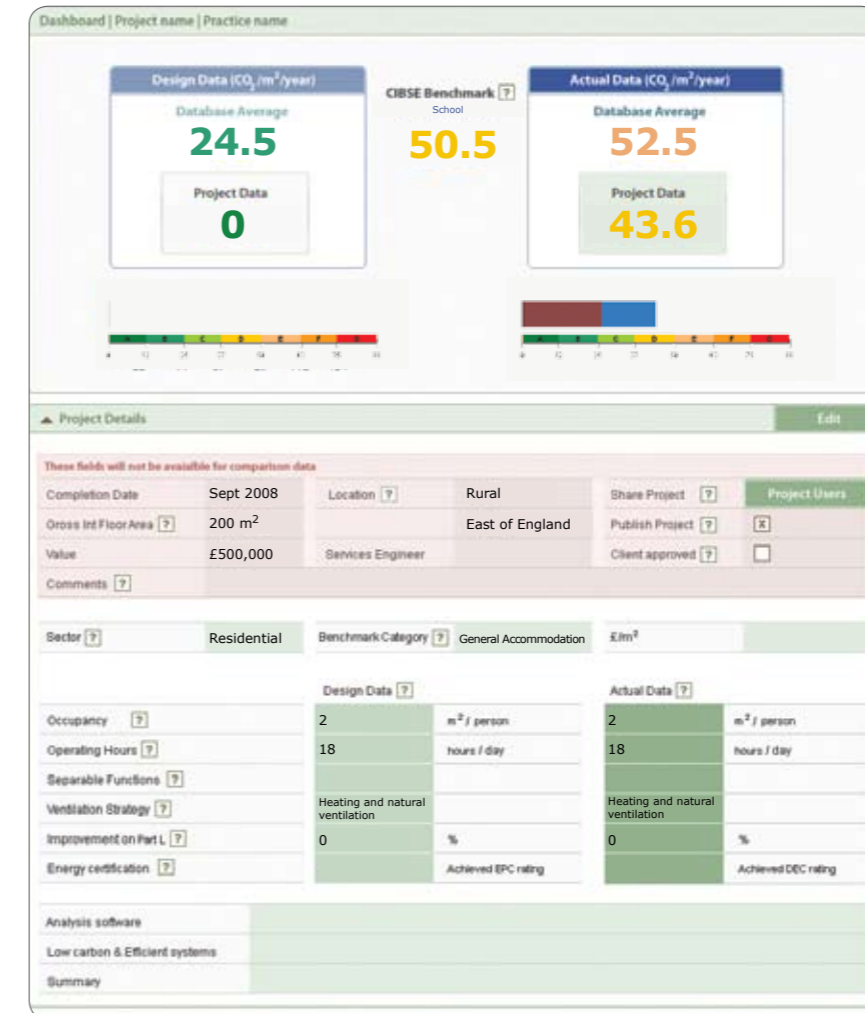 Dashboard | Project name | Practice name
Design Data (CO2/m²/year)
Database Average
24.5
Project Data
0
CIBSE Benchmark ?
School
50.5
Actual Data (CO2/m²/year)
Database Average
52.5
Project Data
43.6
A B C D E F G
A B C D E F G
Project Details
Edit
These fields will not be avaialble for comparison data
Completion Date Sept 2008 Location ? Rural Share Project ? Project Users
Gross Int Floor Area ? 200 m² East of England Publish Project ? X
Value £500,000 Services Engineer Client approved ?
Comments ?
Sector ? Residential Benchmark Category ? General Accommodation £/m²
Design Data ? Actual Data ?
Occupancy ? 2 m² / person 2 m² / person
Operating Hours ? 18 hours / day 18 hours / day
Separable Functions ?
Ventilation Strategy ? Heating and natural ventilation Heating and natural ventilation
Improvement on Part L ? 0 % 0 %
Energy certification ? Achieved EPC rating Achieved DEC rating
Analysis software
Low carbon & Efficient systems
Summary